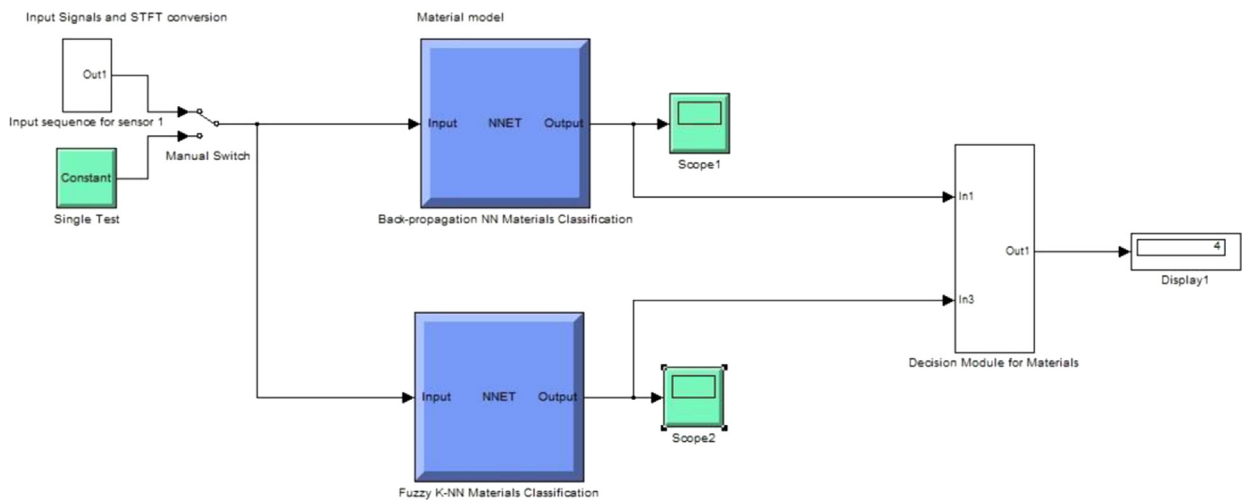 Input Signals and STFT conversion
Material model
Out1
Input sequence for sensor 1
Manual Switch
Constant
Single Test
Input NNET Output
Back-propagation NN Materials Classification
Scope1
In1
Out1
In3
Decision Module for Materials
4
Display1
Input NNET Output
Fuzzy K-NN Materials Classification
Scope2